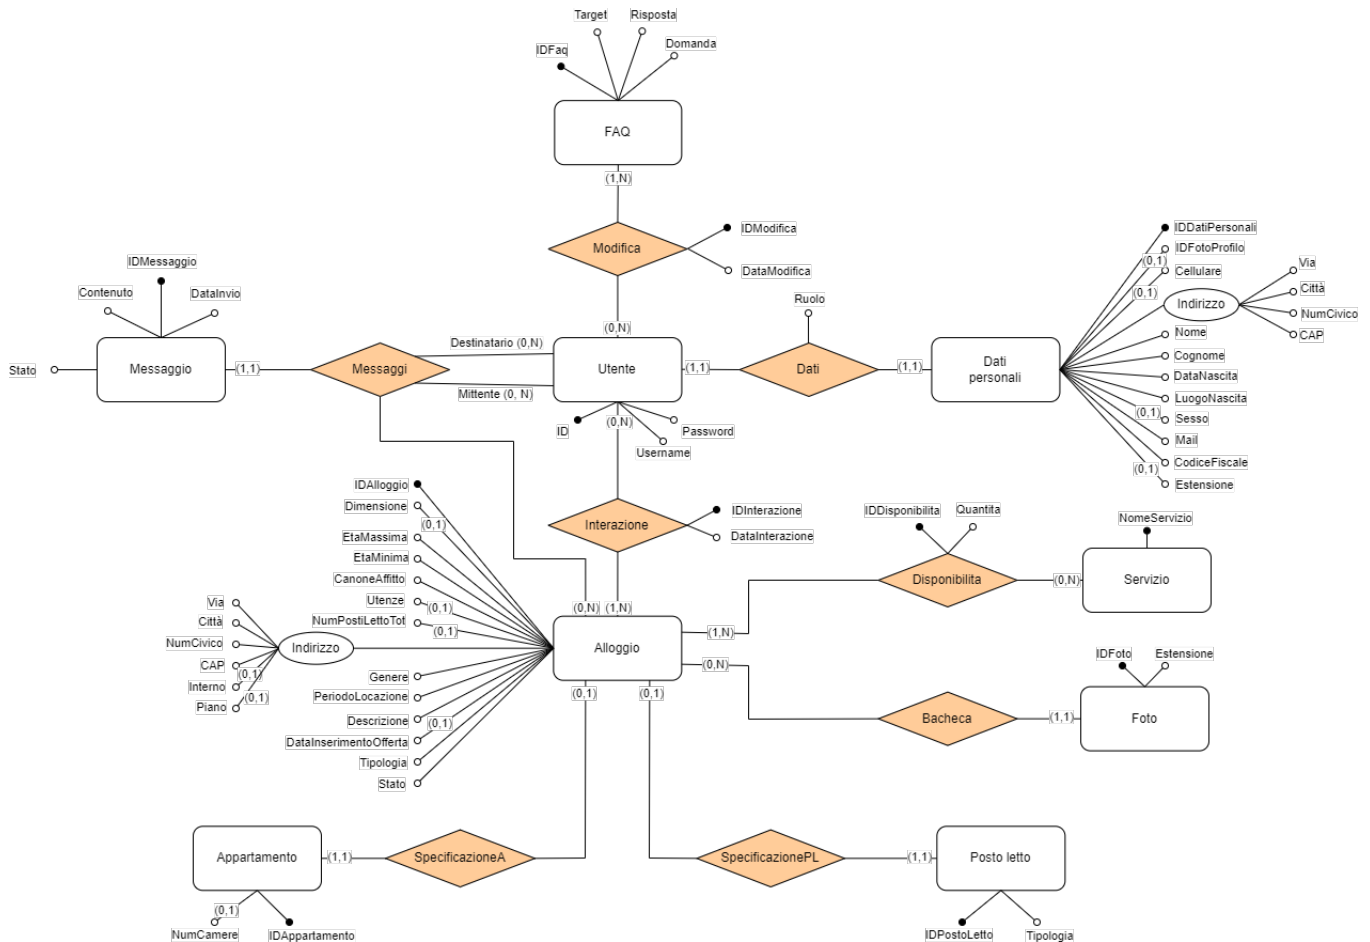 Target
Risposta
IDFaq
Domanda
FAQ
(1,N)
IDModifica
Modifica
DataModifica
(0,N)
IDMessaggio
Contenuto
DataInvio
Stato
Messaggio
(1,1)
Messaggi
Destinatario (0,N)
Mittente (0, N)
Utente
(1,1)
Ruolo
Dati
(1,1)
Dati
personali
IDDatiPersonali
IDFotoProfilo
(0,1)
Cellulare
(0,1)
Indirizzo
Via
Città
NumCivico
CAP
Nome
Cognome
DataNascita
LuogoNascita
(0,1)
Sesso
Mail
CodiceFiscale
(0,1)
Estensione
(0,N)
ID
Password
Username
IDInterazione
Interazione
DataInterazione
IDAlloggio
Dimensione
(0,1)
EtaMassima
EtaMinima
CanoneAffitto
Utenze
(0,1)
NumPostiLettoTot
(0,1)
Via
Città
NumCivico
CAP
(0,1)
Interno
(0,1)
Piano
Indirizzo
Genere
PeriodoLocazione
Descrizione
(0,1)
DataInserimentoOfferta
Tipologia
Stato
(0,N)
(1,N)
Alloggio
(1,N)
(0,N)
(0,1)
(0,1)
IDDisponibilita
Quantita
Disponibilita
(0,N)
NomeServizio
Servizio
Bacheca
(1,1)
IDFoto
Estensione
Foto
Appartamento
(1,1)
SpecificazioneA
(0,1)
NumCamere
IDAppartamento
SpecificazionePL
(1,1)
Posto letto
IDPostoLetto
Tipologia